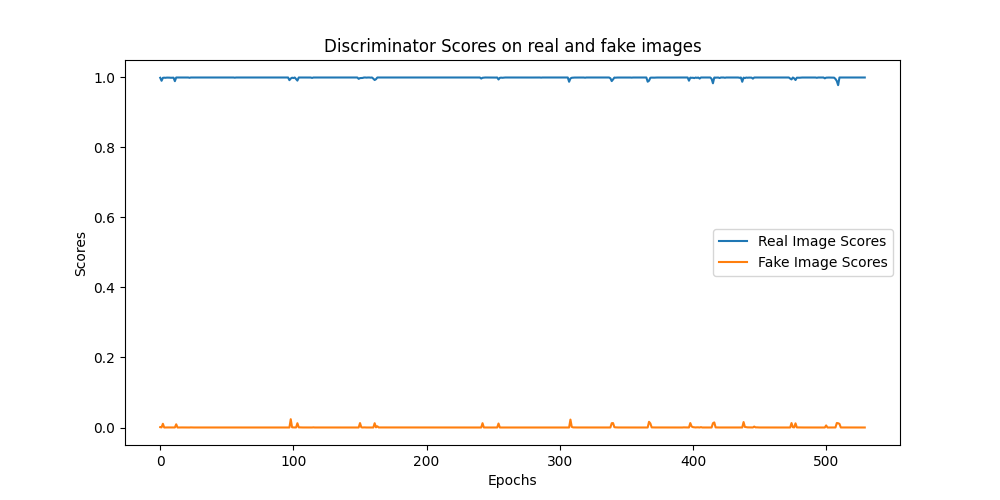 Discriminator Scores on real and fake images
1.0
0.8
0.6
0.4
0.2
0.0
Scores
Real Image Scores
Fake Image Scores
0 100 200 300 400 500
Epochs